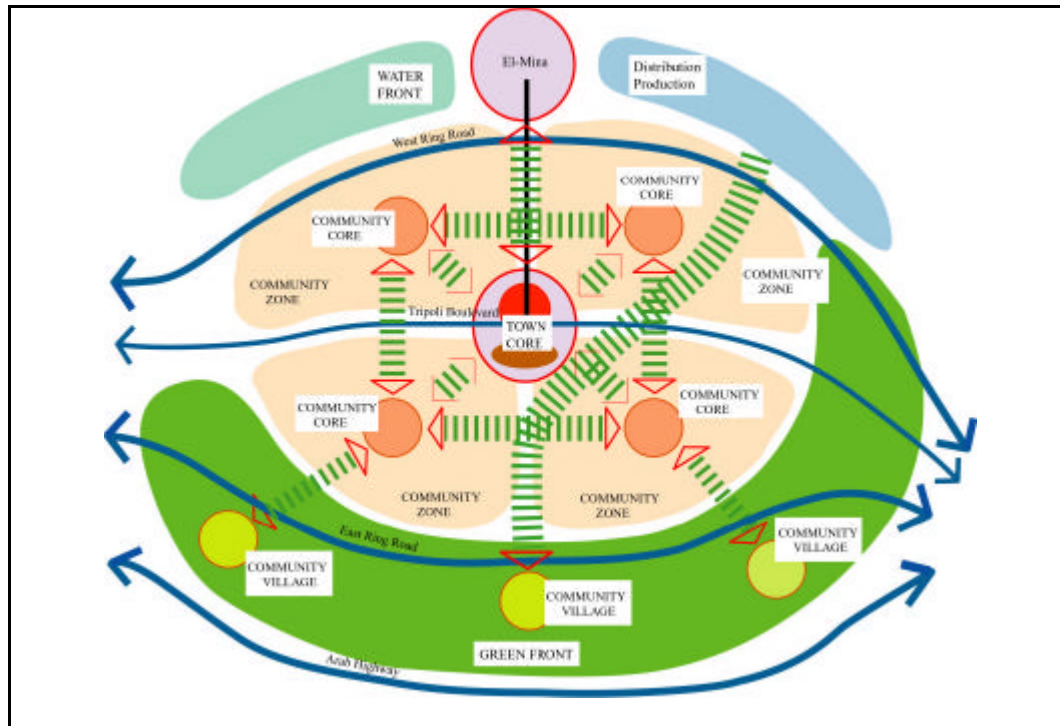 El-Mina
WATER
FRONT
Distribution
Production
West Ring Road
COMMUNITY
CORE
COMMUNITY
CORE
COMMUNITY
ZONE
COMMUNITY
ZONE
Tripoli Boulevard
TOWN
CORE
COMMUNITY
CORE
COMMUNITY
CORE
COMMUNITY
ZONE
COMMUNITY
ZONE
East Ring Road
COMMUNITY
VILLAGE
COMMUNITY
VILLAGE
COMMUNITY
VILLAGE
GREEN FRONT
Arab Highway